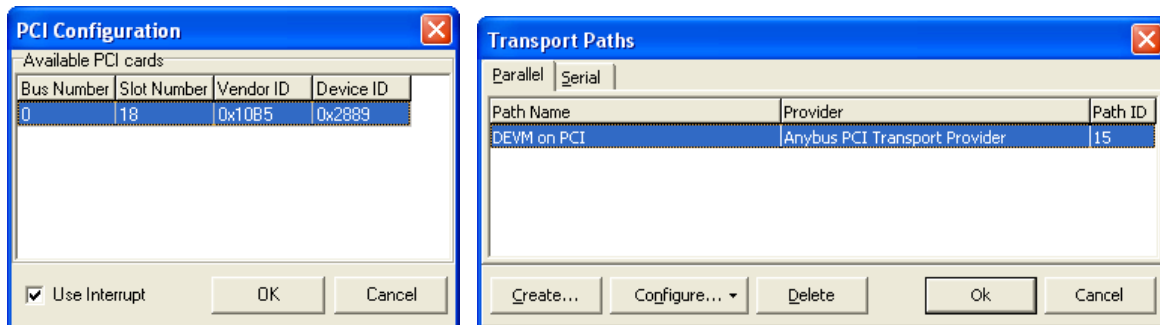 PCI Configuration
Available PCI cards
Bus Number Slot Number Vendor ID Device ID
0 18 0x10B5 0x2889
Use Interrupt OK Cancel
Transport Paths
Parallel Serial
Path Name Provider Path ID
DEVM on PCI Anybus PCI Transport Provider 15
Create... Configure... Delete Ok Cancel